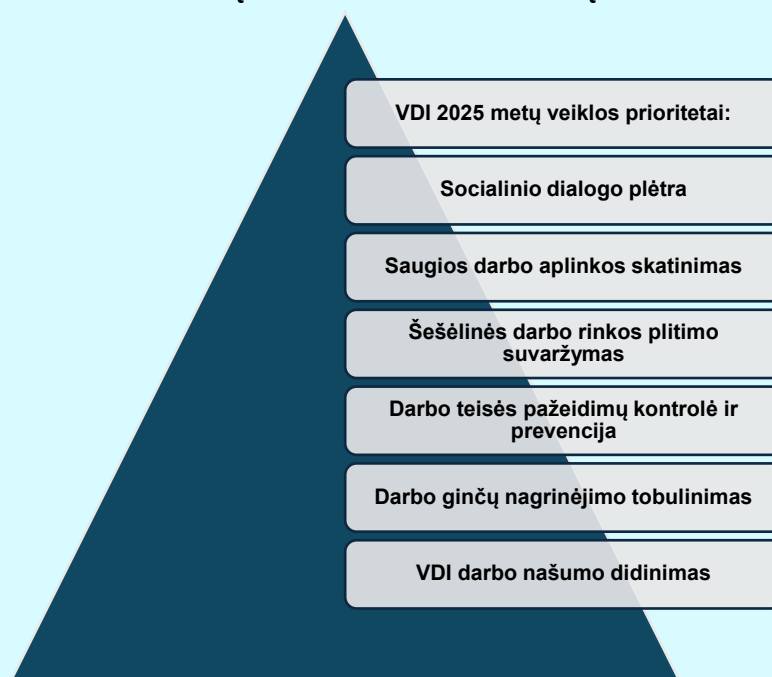 VDI 2025 metų veiklos prioritetai:
Socialinio dialogo plėtra
Saugios darbo aplinkos skatinimas
Šešėlinės darbo rinkos plitimo
suvaržymas
Darbo teisės pažeidimų kontrolė ir
prevencija
Darbo ginčų nagrinėjimo tobulinimas
VDI darbo našumo didinimas